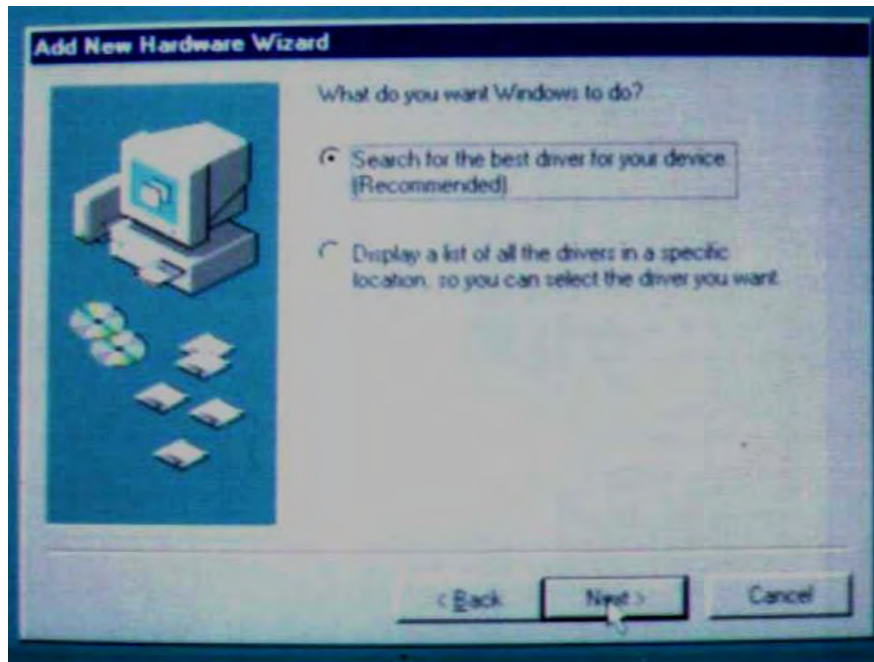 Add New Hardware Wizard
What do you want Windows to do?
Search for the best driver for your device.
(Recommended)
Display a list of all the drivers in a specific
location, so you can select the driver you want.
< Back
Next >
Cancel